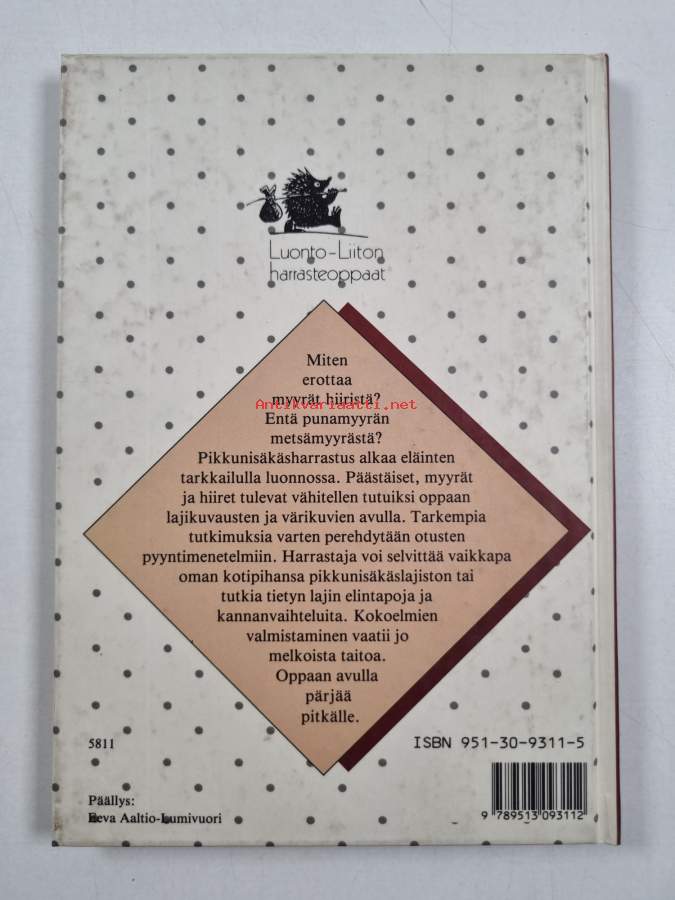 Luonto-Liiton
harrasteoppaat
Miten
erottaa
myyrät hiiristä?
Antikvariaatti.net
Entä punamyyrän
metsämyyrästä?
Pikkunisäkäsharrastus alkaa eläinten
tarkkailulla luonnossa. Päästäiset, myyrät
ja hiiret tulevat vähitellen tutuiksi oppaan
lajikuvausten ja värikuvien avulla. Tarkempia
tutkimuksia varten perehdytään otusten
pyyntimenetelmiin. Harrastaja voi selvittää vaikkapa
oman kotipihansa pikkunisäkäslajiston tai
tutkia tietyn lajin elintapoja ja
kannanvaihteluita. Kokoelmien
valmistaminen vaatii jo
melkoista taitoa.
Oppaan avulla
pärjää
pitkälle.
5811
ISBN 951-30-9311-5
Päällys:
Eeva Aaltio-Lumivuori
9 789513 093112